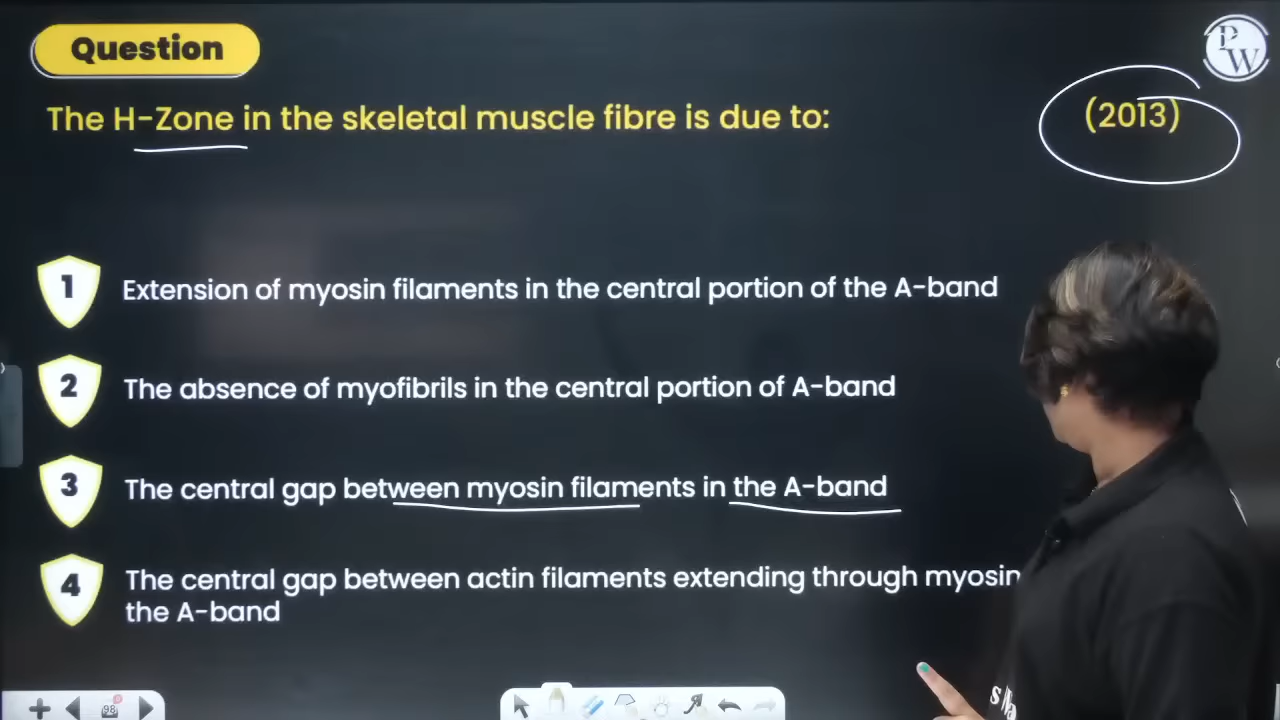 Question
PW
The H-Zone in the skeletal muscle fibre is due to:
(2013)
1
Extension of myosin filaments in the central portion of the A-band
2
The absence of myofibrils in the central portion of A-band
3
The central gap between myosin filaments in the A-band
4
The central gap between actin filaments extending through myosin
the A-band
98